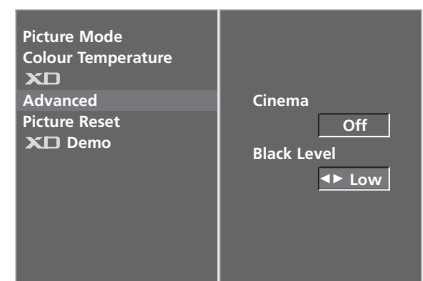 Picture Mode
Colour Temperature
XD
Advanced
Picture Reset
XD Demo
Cinema
Off
Black Level
◄► Low